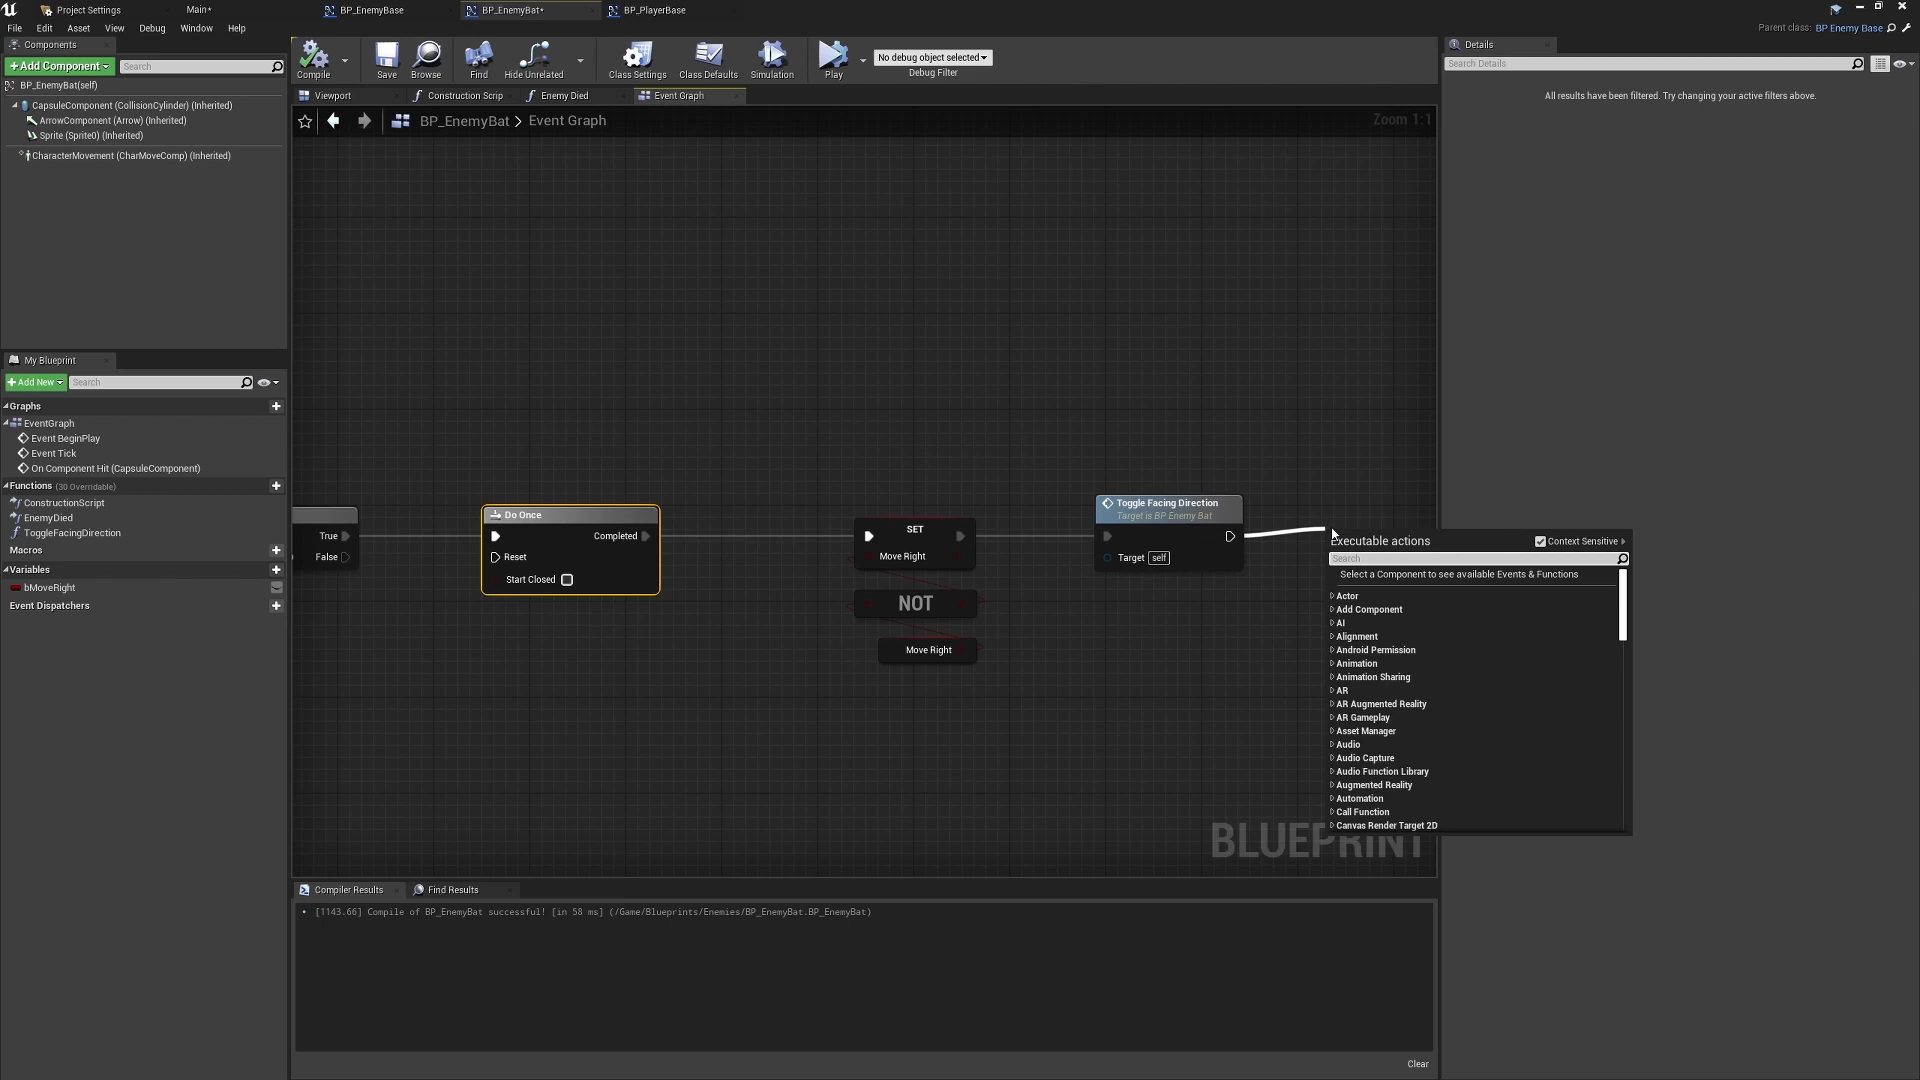 Project Settings
Main*
BP_EnemyBase
BP_EnemyBat*
BP_PlayerBase
File Edit Asset View Debug Window Help
Parent class: BP Enemy Base
Components
+Add Component
Search
BP_EnemyBat(self)
CapsuleComponent (CollisionCylinder) (Inherited)
ArrowComponent (Arrow) (Inherited)
Sprite (Sprite0) (Inherited)
CharacterMovement (CharMoveComp) (Inherited)
Compile
Save
Browse
Find
Hide Unrelated
Class Settings
Class Defaults
Simulation
Play
No debug object selected
Debug Filter
Viewport
Construction Scrip
Enemy Died
Event Graph
BP_EnemyBat > Event Graph
Zoom 1:1
Details
Search Details
All results have been filtered. Try changing your active filters above.
My Blueprint
+Add New
Search
Graphs
EventGraph
Event BeginPlay
Event Tick
On Component Hit (CapsuleComponent)
Functions (30 Overridable)
ConstructionScript
EnemyDied
ToggleFacingDirection
Macros
Variables
bMoveRight
Event Dispatchers
True
False
Do Once
Completed
Reset
Start Closed
SET
Move Right
NOT
Move Right
Toggle Facing Direction
Target is BP Enemy Bat
Target self
Executable actions
Context Sensitive
Search
Select a Component to see available Events & Functions
Actor
Add Component
AI
Alignment
Android Permission
Animation
Animation Sharing
AR
AR Augmented Reality
AR Gameplay
Asset Manager
Audio
Audio Capture
Audio Function Library
Augmented Reality
Automation
Call Function
Canvas Render Target 2D
BLUEPRINT
Compiler Results
Find Results
[1143.66] Compile of BP_EnemyBat successful! [in 58 ms] (/Game/Blueprints/Enemies/BP_EnemyBat.BP_EnemyBat)
Clear